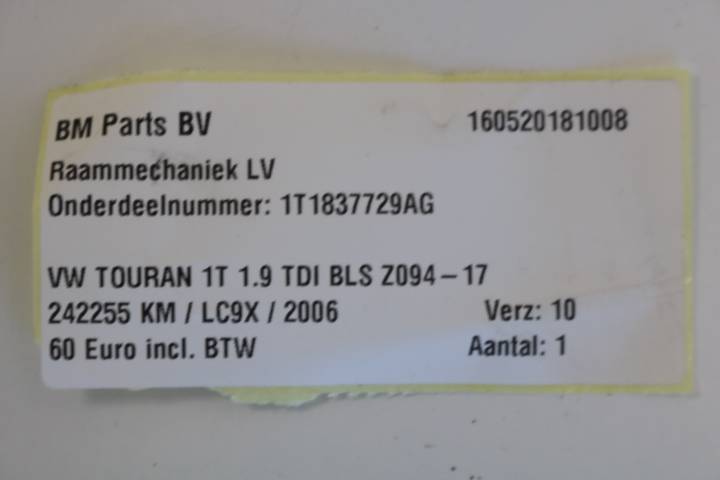 BM Parts BV 160520181008
Raammechaniek LV
Onderdeelnummer: 1T1837729AG
VW TOURAN 1T 1.9 TDI BLS Z094-17
242255 KM / LC9X / 2006 Verz: 10
60 Euro incl. BTW Aantal: 1